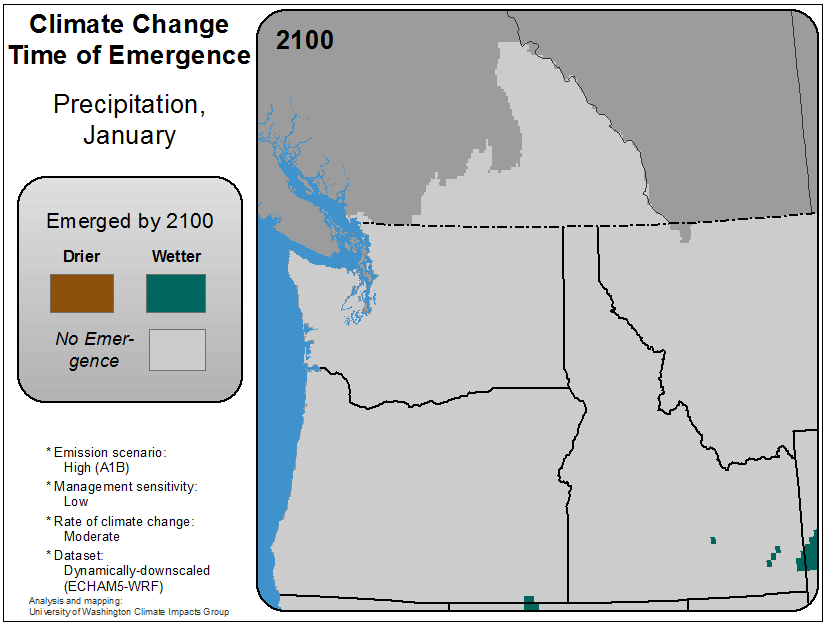 Climate Change
Time of Emergence
Precipitation,
January
Emerged by 2100
Drier Wetter
No Emer-
gence
* Emission scenario:
High (A1B)
* Management sensitivity:
Low
* Rate of climate change:
Moderate
* Dataset:
Dynamically-downscaled
(ECHAM5-WRF)
Analysis and mapping:
University of Washington Climate Impacts Group
2100